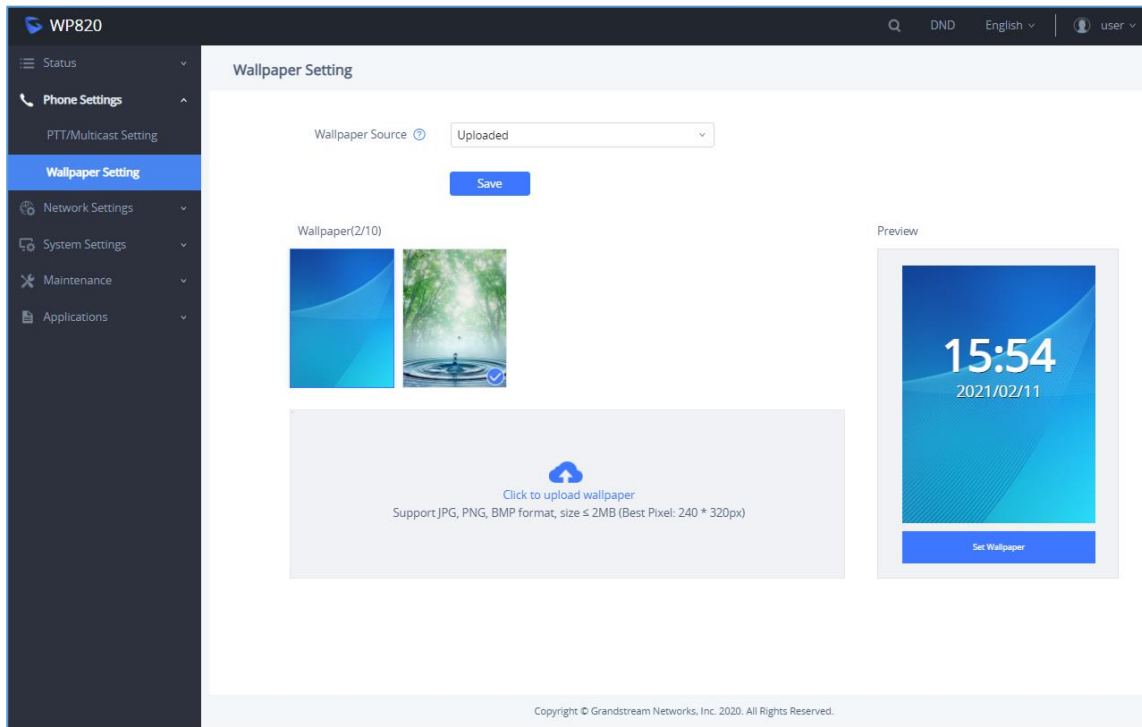 WP820
DND
English
user
Status
Phone Settings
PTT/Multicast Setting
Wallpaper Setting
Network Settings
System Settings
Maintenance
Applications
Wallpaper Setting
Wallpaper Source
Uploaded
Save
Wallpaper(2/10)
Click to upload wallpaper
Support JPG, PNG, BMP format, size ≤ 2MB (Best Pixel: 240 * 320px)
Preview
15:54
2021/02/11
Set Wallpaper
Copyright © Grandstream Networks, Inc. 2020. All Rights Reserved.